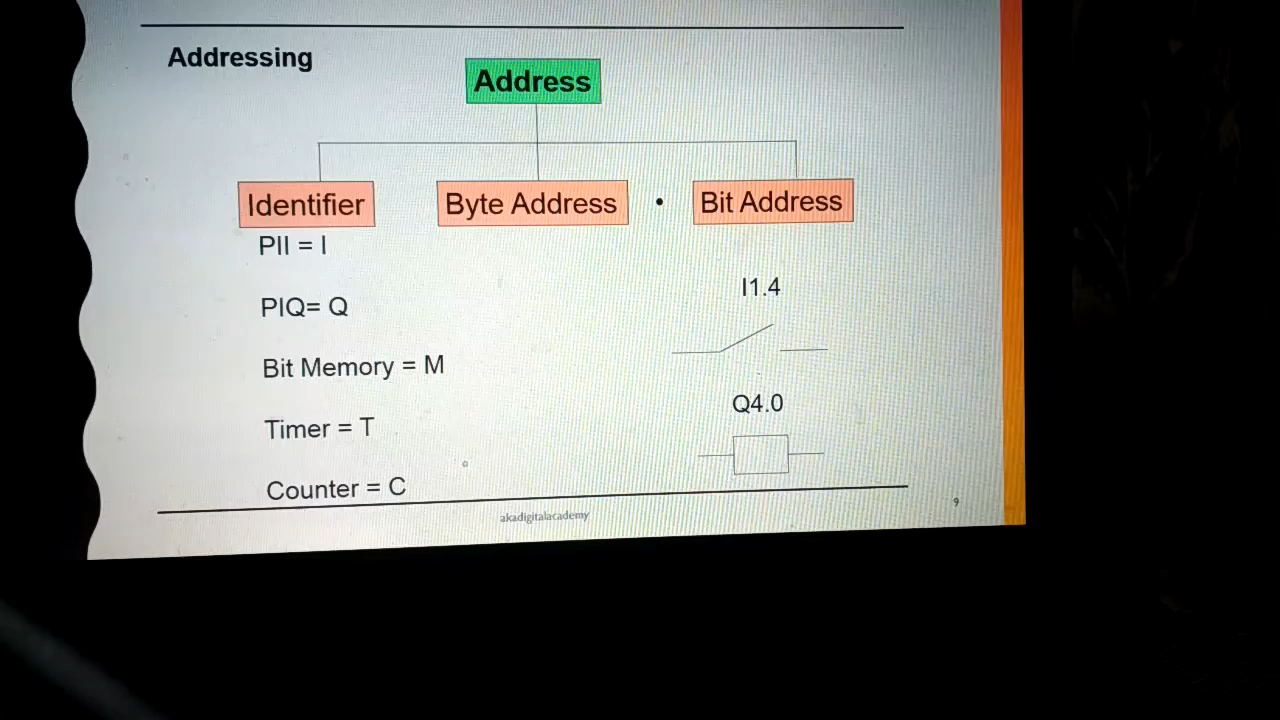 Addressing
Address
Identifier Byte Address . Bit Address
PII = I
I1.4
PIQ= Q
Bit Memory = M
Q4.0
Timer = T
Counter = C
akadigitalacademy
9